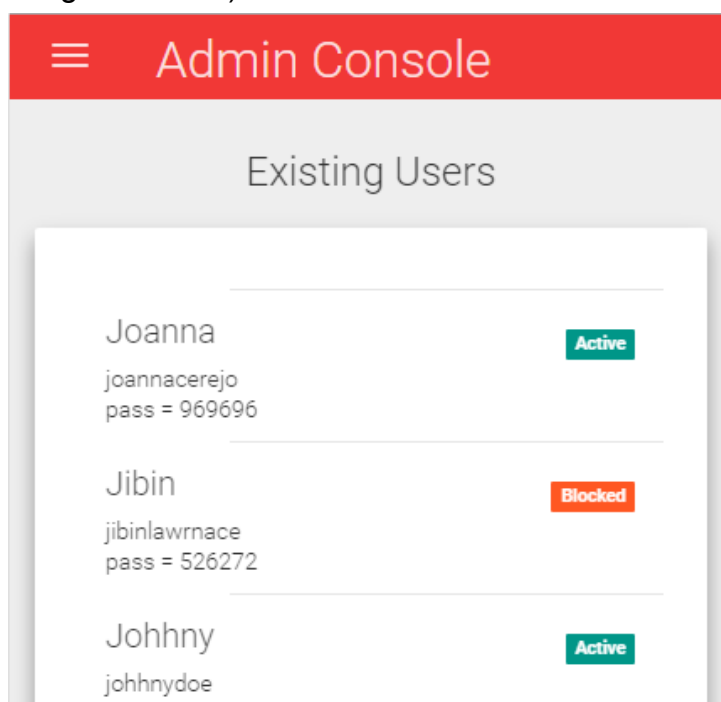 Admin Console
Existing Users
Joanna
Active
joannacerejo
pass = 969696
Jibin
Blocked
jibinlawrnace
pass = 526272
Johhny
Active
johhnydoe